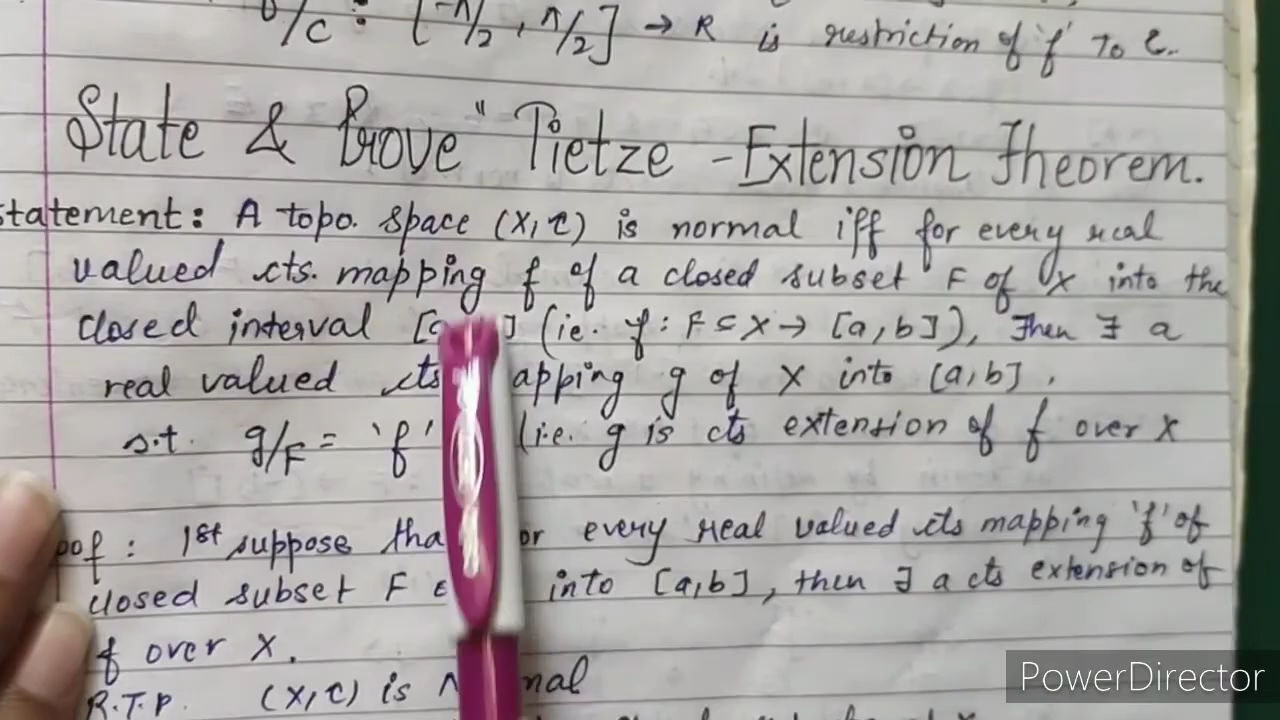 /c : [-π/2, π/2] → R is restriction of 'f' TO C.
State & Prove "Tietze - Extension Theorem.
Statement: A topo. space (X, τ) is normal iff for every real
valued cts. mapping f of a closed subset F of X into the
closed interval [a ] (ie. f : F ⊂ X → [a, b]), Then ∃ a
real valued cts apping g of X into [a, b],
s.t. g/F = 'f' (i.e. g is cts extension of f over X
oof : 1st suppose tha or every real valued cts mapping 'f' of
closed subset F into [a, b], then ∃ a cts extension of
f over X.
R.T.P. (X, τ) is N nal
PowerDirector